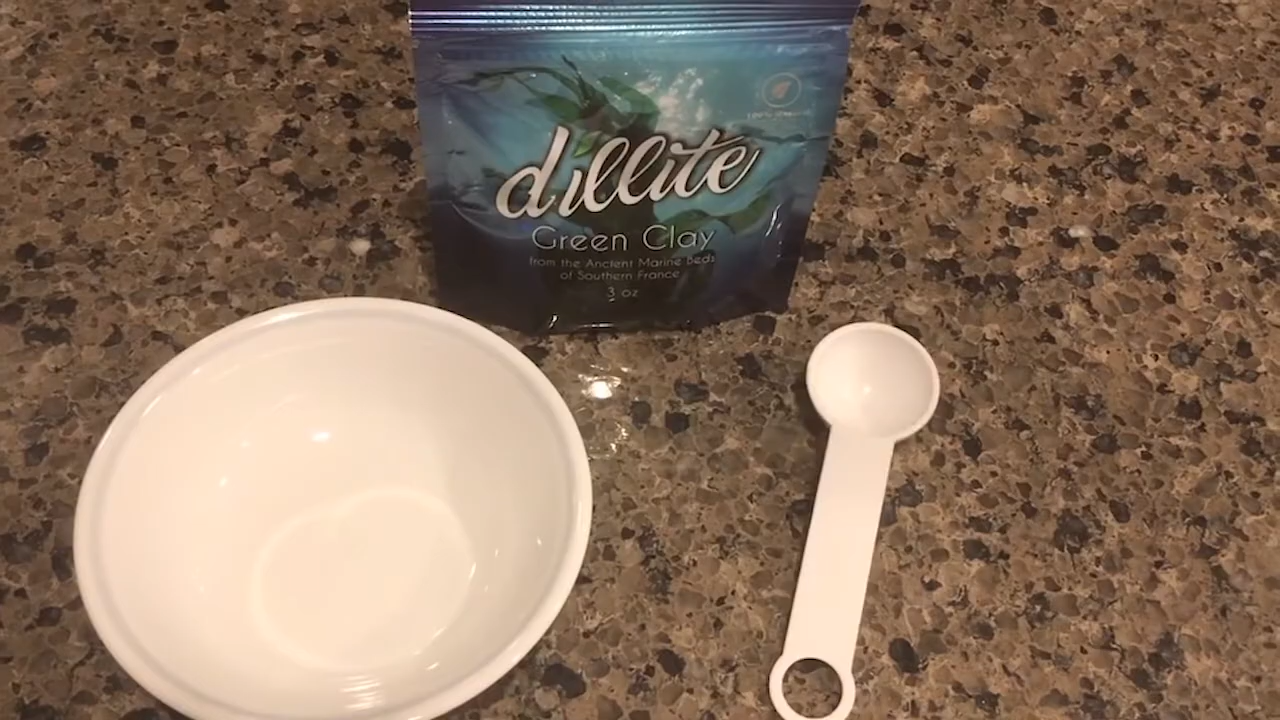 dillite
Green Clay
from the Ancient Marine Beds
of Southern France
3 oz